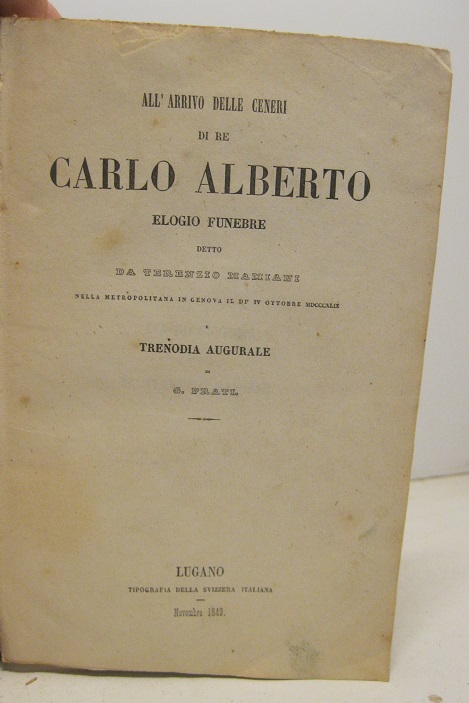 ALL' ARRIVO DELLE CENERI
DI RE
CARLO ALBERTO
ELOGIO FUNEBRE
DETTO
DA TERENZIO MAMIANI
NELLA METROPOLITANA IN GENOVA IL DÌ IV OTTOBRE MDCCCXLIX
E
TRENODIA AUGURALE
DI
G. PRATI.
LUGANO
TIPOGRAFIA DELLA SVIZZERA ITALIANA
Novembre 1849.